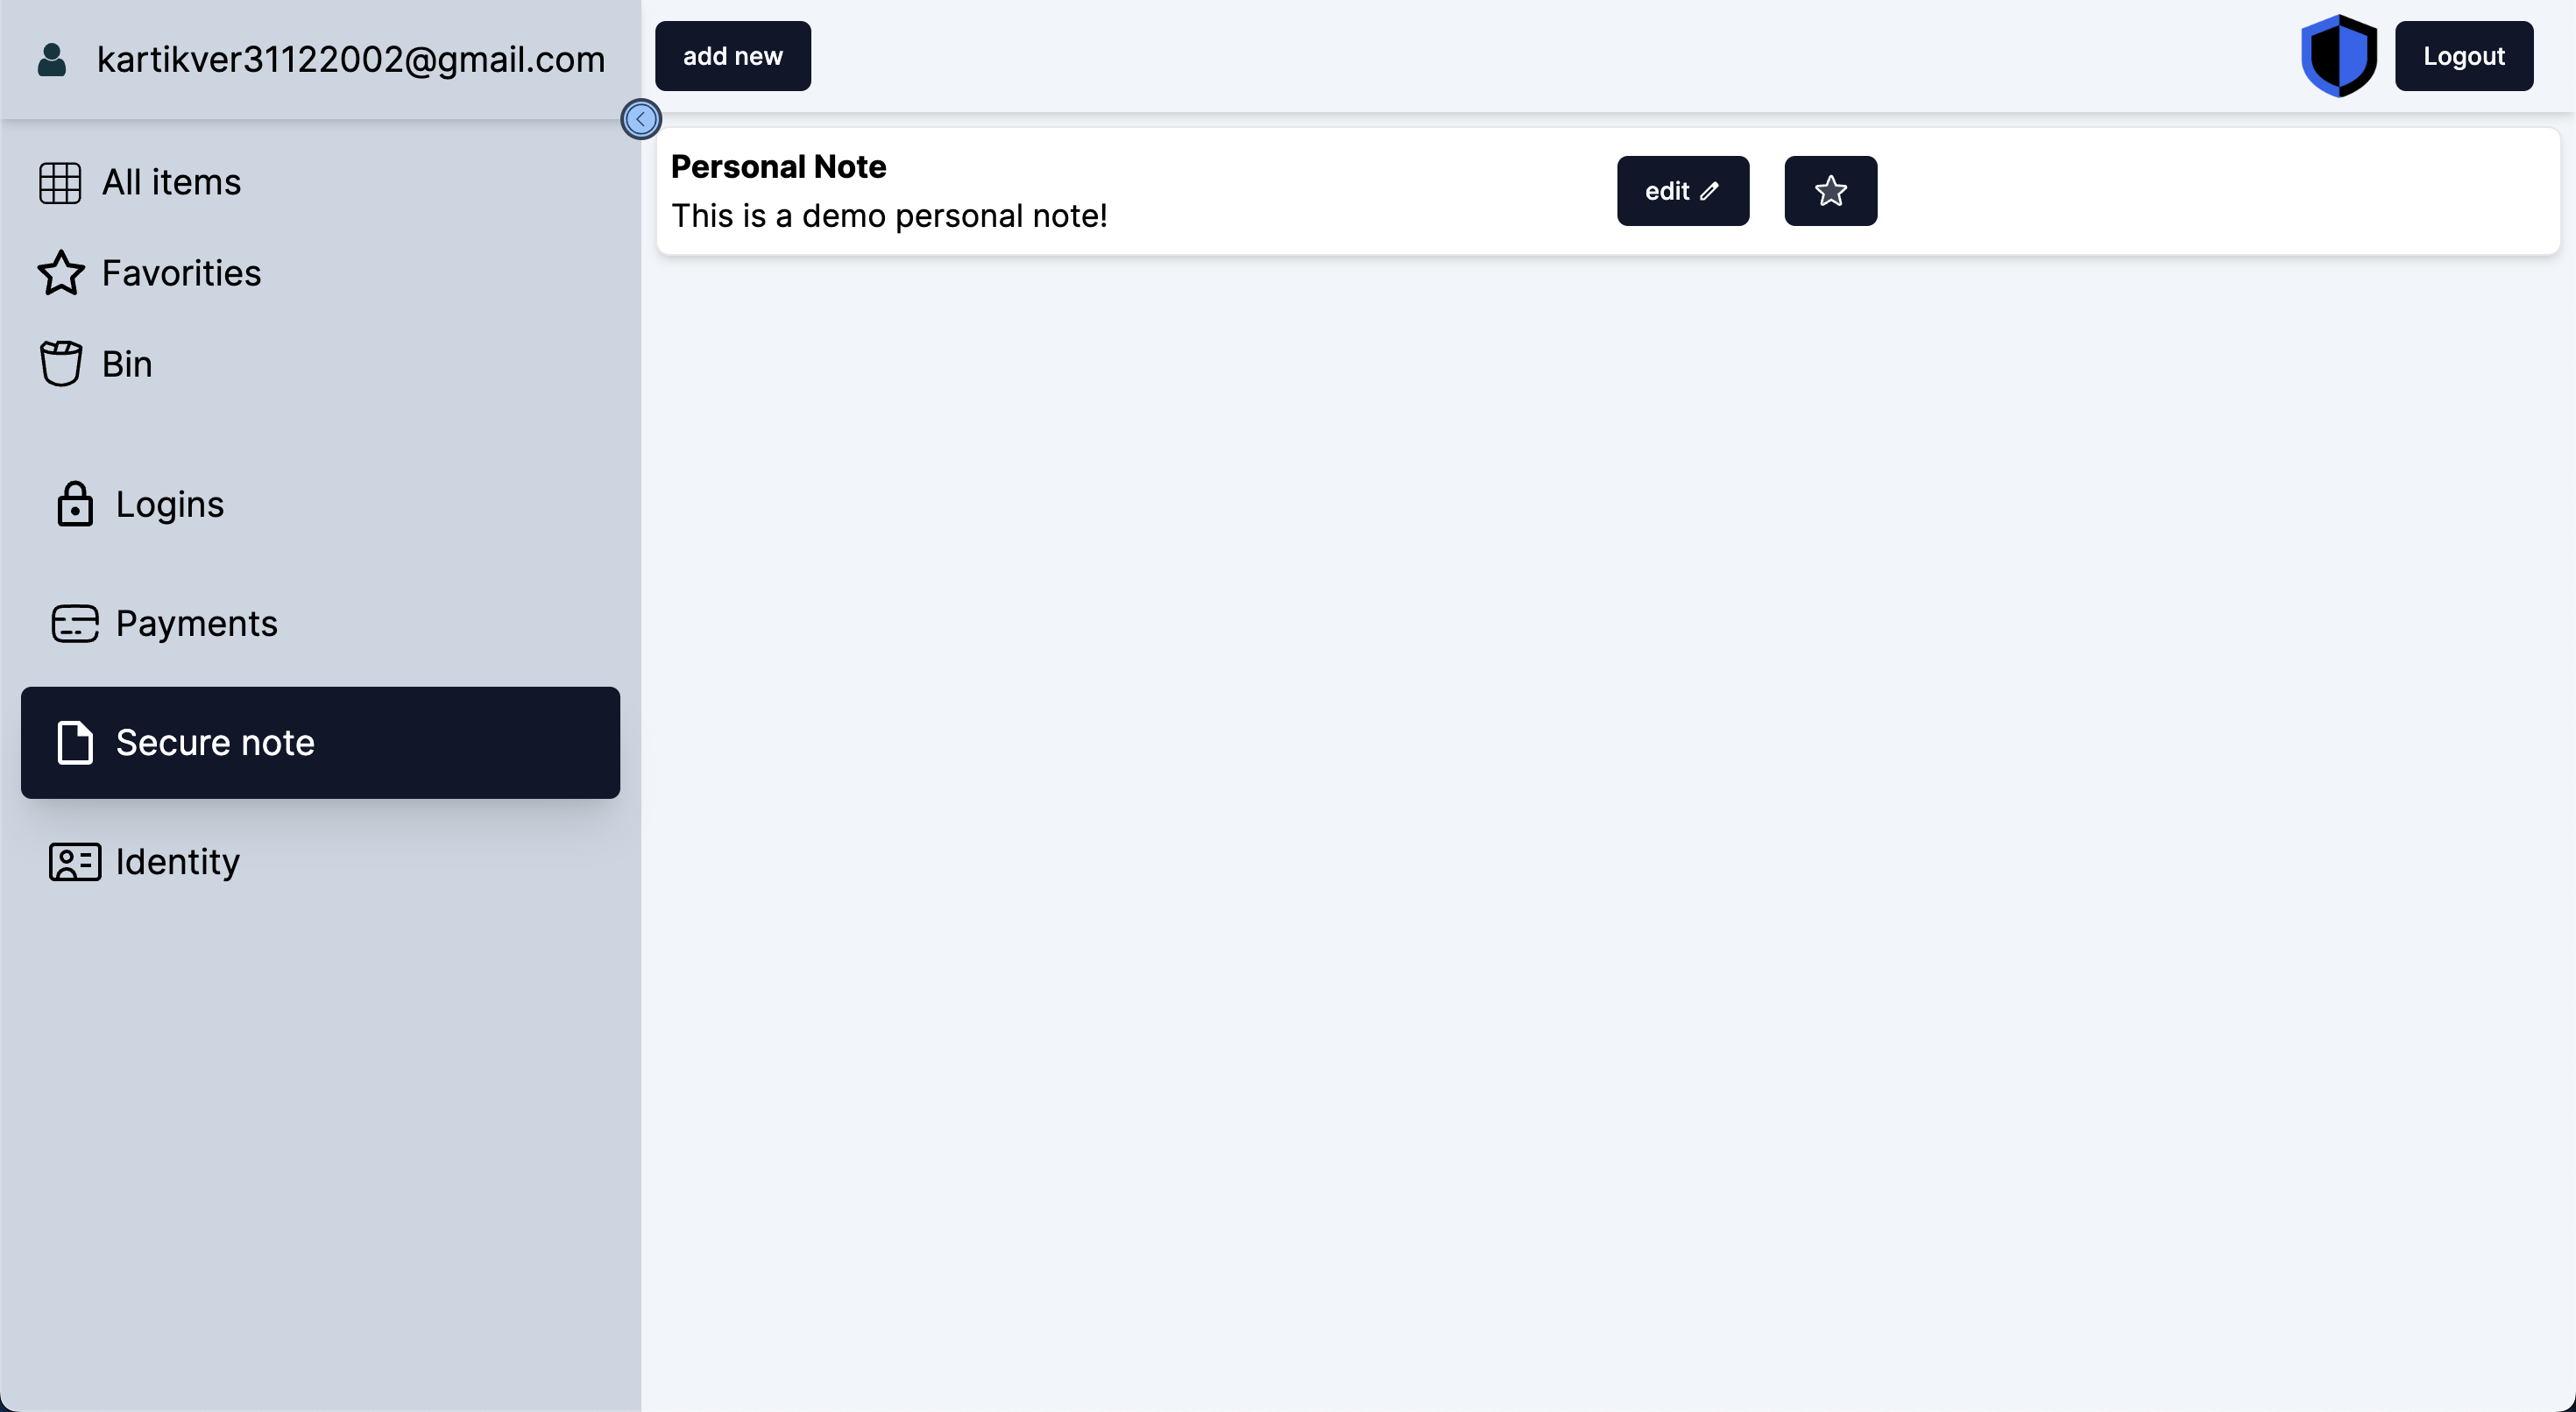 kartikver31122002@gmail.com
add new
Logout
All items
Favorities
Bin
Logins
Payments
Secure note
Identity
Personal Note
This is a demo personal note!
edit